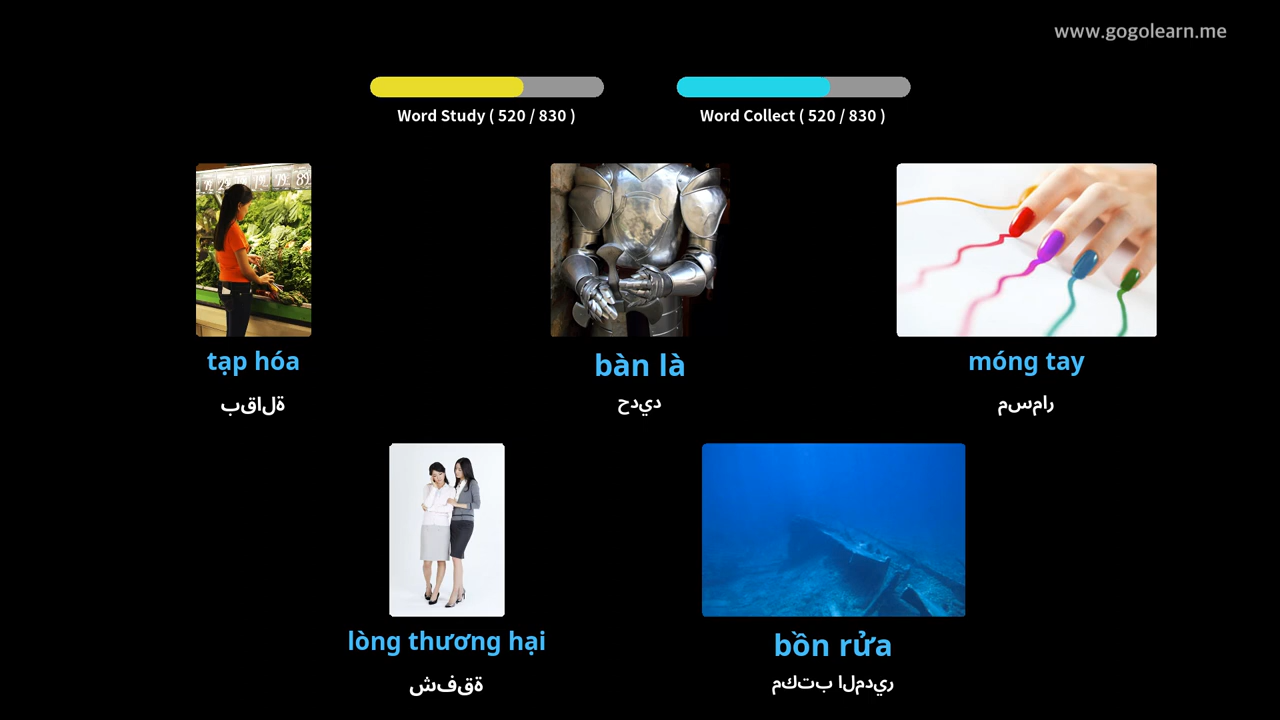 www.gogolearn.me
Word Study ( 520 / 830 )
Word Collect ( 520 / 830 )
tạp hóa
بقالة
bàn là
حديد
móng tay
مسمار
lòng thương hại
شفقة
bồn rửa
مكتب المدير